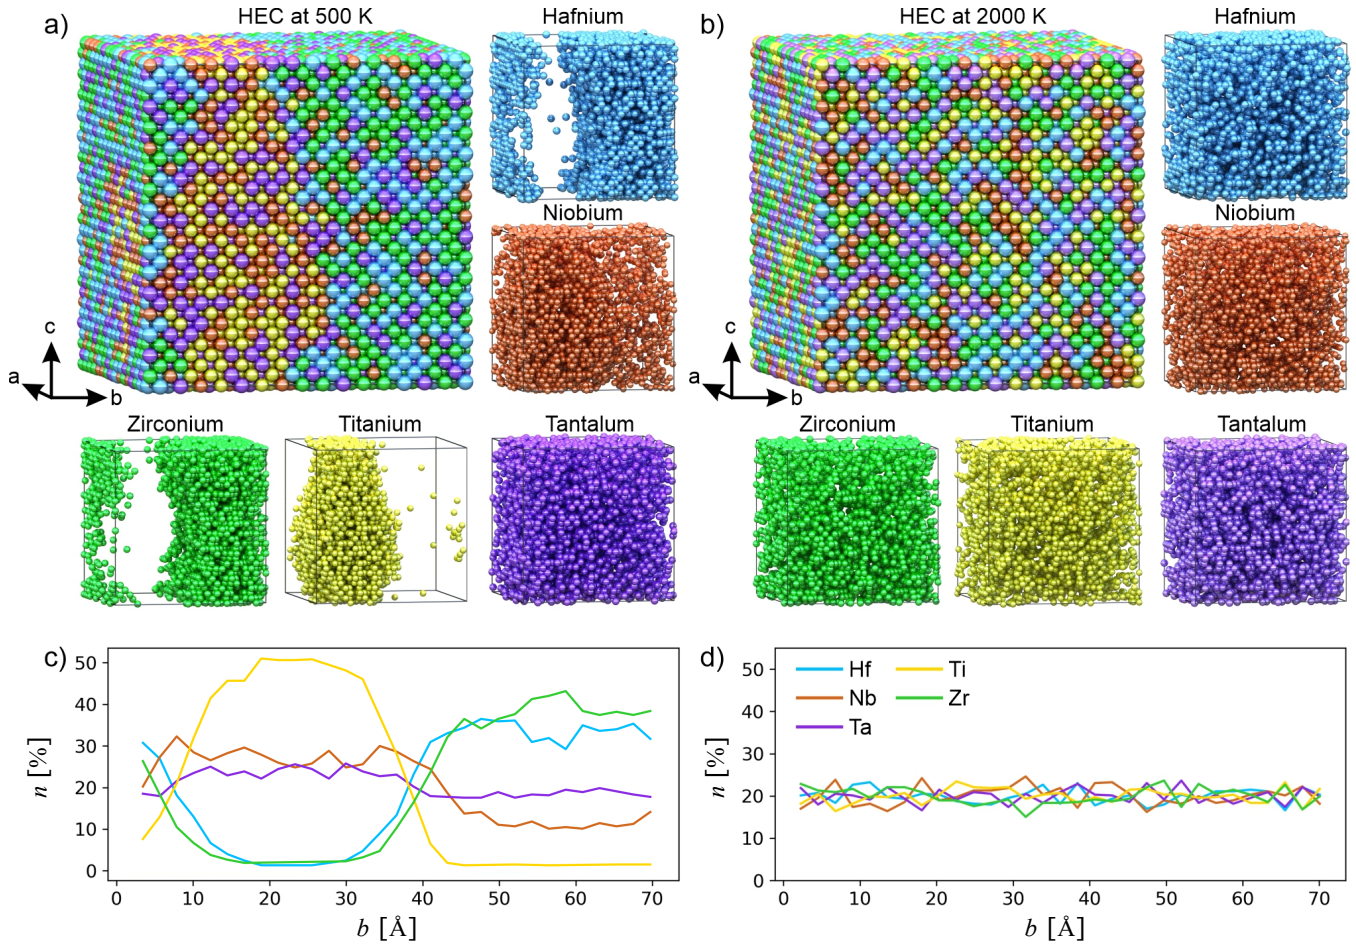 a)
HEC at 500 K
Hafnium
Niobium
c
a
b
Zirconium
Titanium
Tantalum
b)
HEC at 2000 K
Hafnium
Niobium
c
a
b
Zirconium
Titanium
Tantalum
c)
50
40
30
20
10
0
n [%]
0 10 20 30 40 50 60 70
b [Å]
d)
Hf
Nb
Ta
Ti
Zr
50
40
30
20
10
0
n [%]
0 10 20 30 40 50 60 70
b [Å]